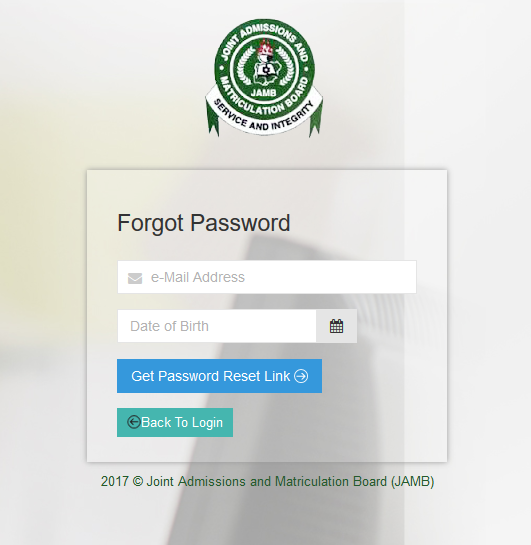 JOINT ADMISSIONS AND
MATRICULATION BOARD
JAMB
SERVICE AND INTEGRITY
Forgot Password
e-Mail Address
Date of Birth
Get Password Reset Link
Back To Login
2017 © Joint Admissions and Matriculation Board (JAMB)